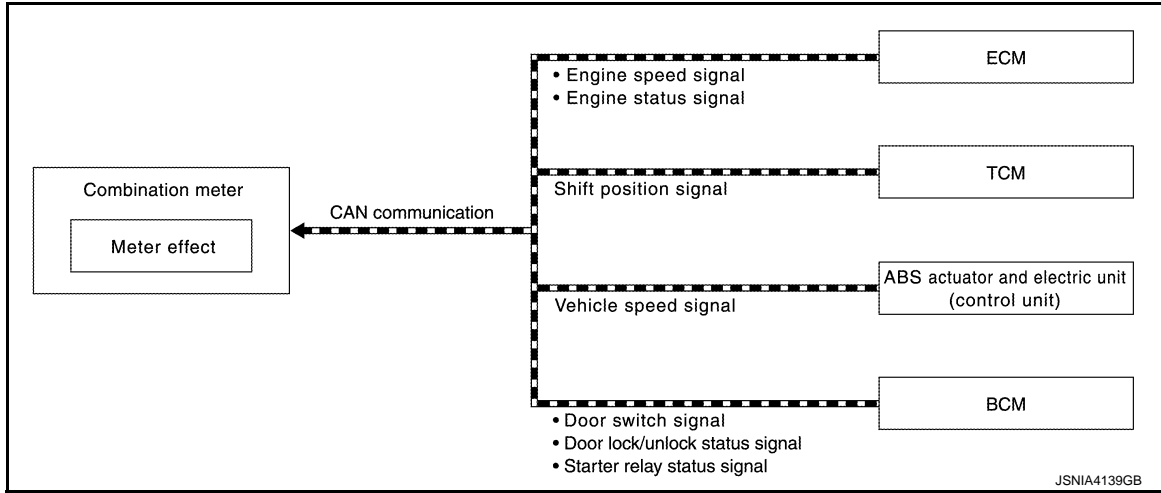 ECM
• Engine speed signal
• Engine status signal
TCM
Shift position signal
Combination meter
Meter effect
CAN communication
ABS actuator and electric unit
(control unit)
Vehicle speed signal
BCM
• Door switch signal
• Door lock/unlock status signal
• Starter relay status signal
JSNIA4139GB